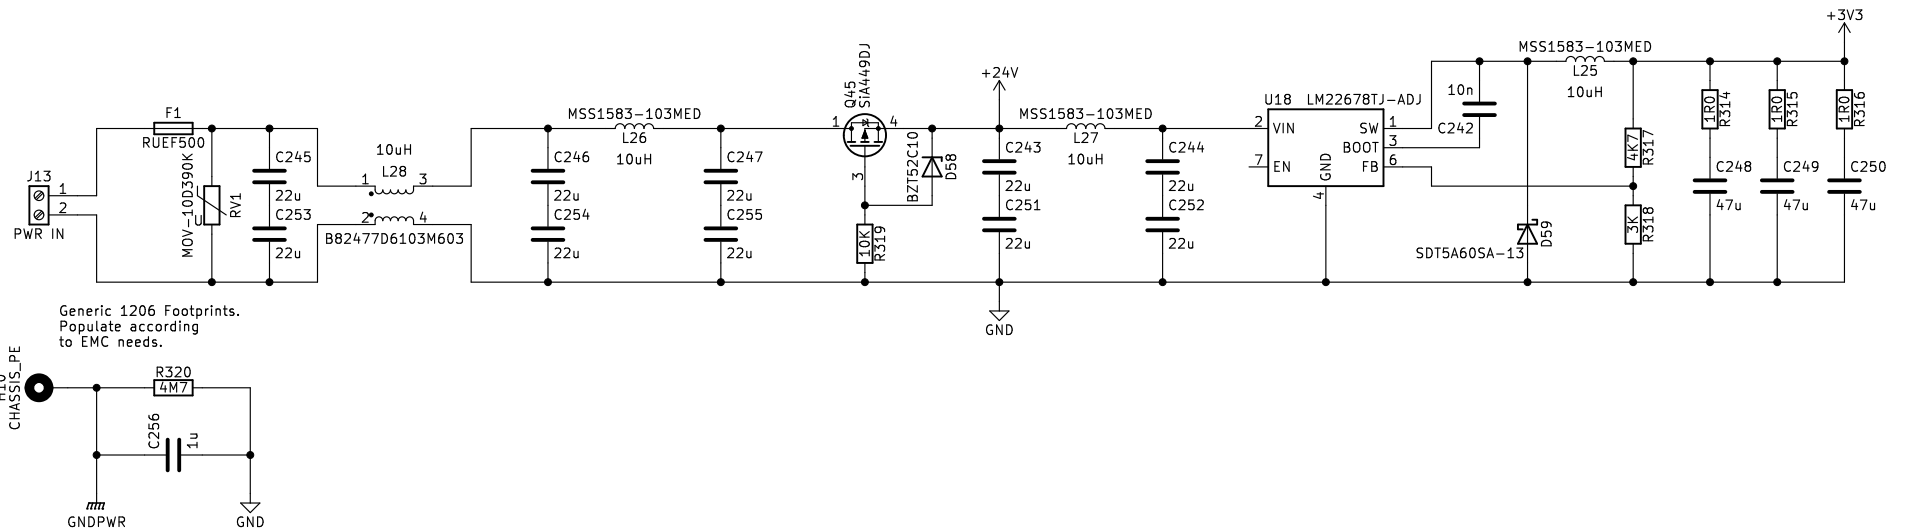 +3V3
MSS1583-103MED
L25
10uH
SiA449DJ
Q45
+24V
F1
RUEF500
MSS1583-103MED
L26
10uH
1
4
3
MSS1583-103MED
L27
10uH
U18
LM22678TJ-ADJ
2
VIN
SW
1
BOOT
3
7
EN
GND
FB
6
4
10n
C242
1R0
R314
1R0
R315
1R0
R316
4K7
R317
3K
R318
C248
47u
C249
47u
C250
47u
D59
SDT5A60SA-13
J13
1
2
PWR IN
MOV-10D390K
U
RV1
C245
22u
C253
22u
10uH
L28
1
3
2
4
B82477D6103M603
C246
22u
C254
22u
C247
22u
C255
22u
BZT52C10
D58
10K
R319
C243
22u
C251
22u
C244
22u
C252
22u
GND
Generic 1206 Footprints.
Populate according
to EMC needs.
CHASSIS_PE
R320
4M7
C256
1u
GNDPWR
GND